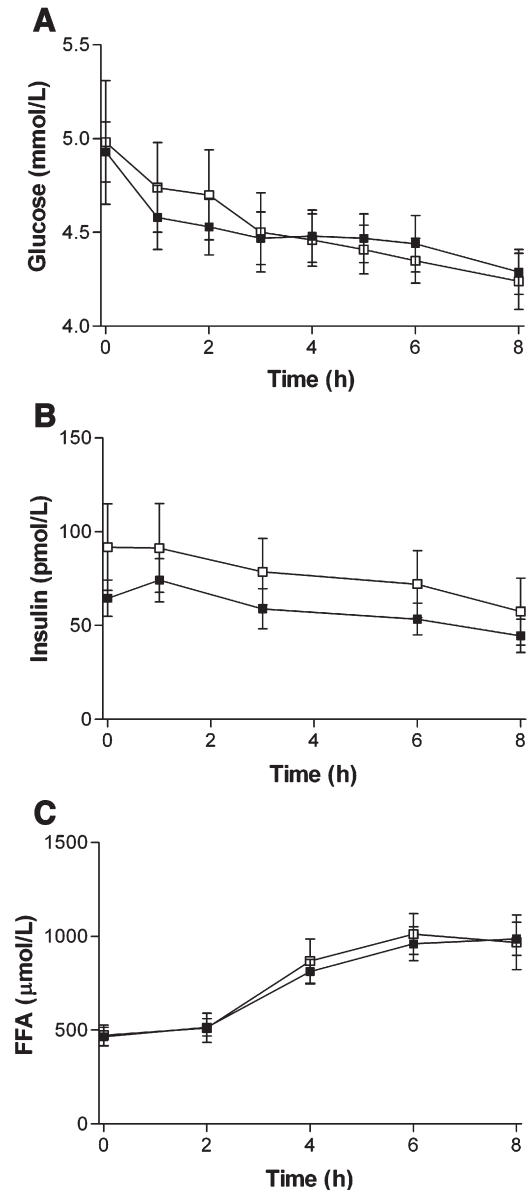 A
5.5
5.0
4.5
4.0
Glucose (mmol/L)
0 2 4 6 8
Time (h)
B
150
100
50
0
Insulin (pmol/L)
0 2 4 6 8
Time (h)
C
1500
1000
500
0
FFA (µmol/L)
0 2 4 6 8
Time (h)